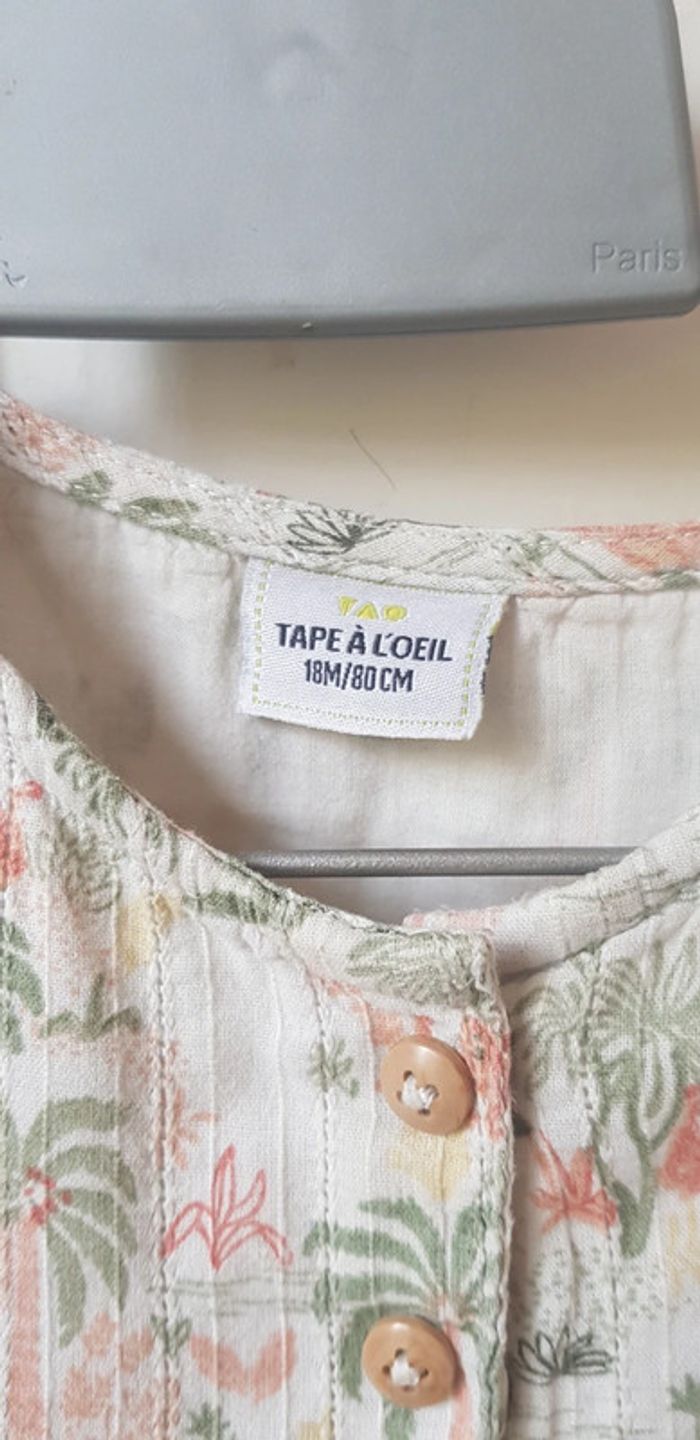 Paris
TAO
TAPE À L'OEIL
18M/80CM